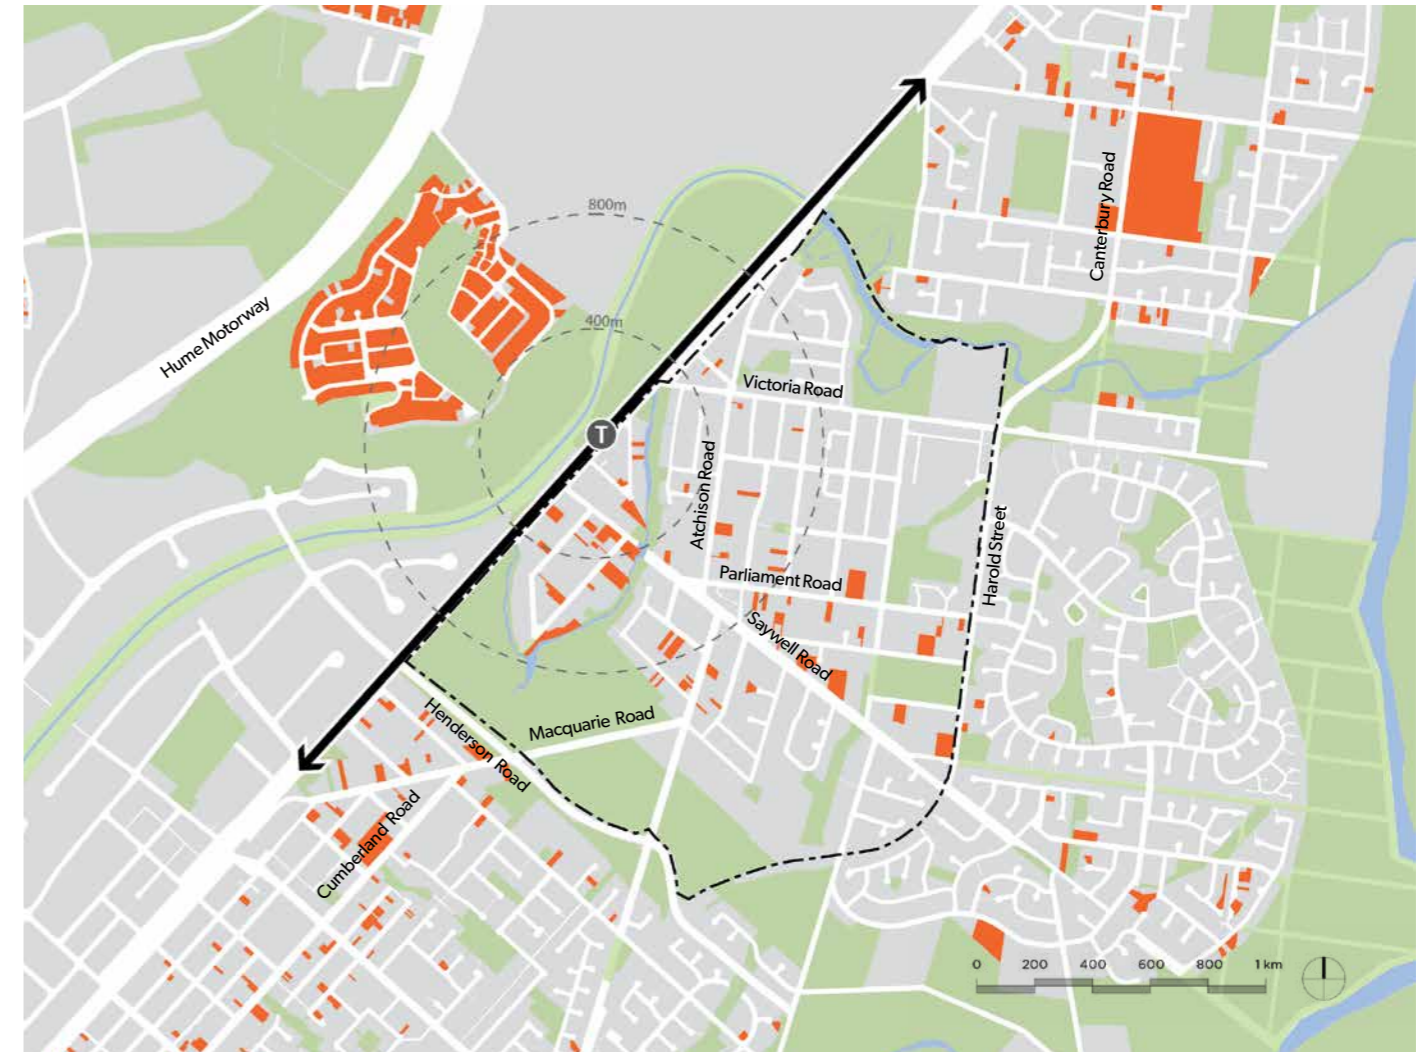 800m
Canterbury Road
Hume Motorway
400m
Victoria Road
T
Atchison Road
Harold Street
Parliament Road
Saywell Road
Henderson Road
Macquarie Road
Cumberland Road
0 200 400 600 800 1 km